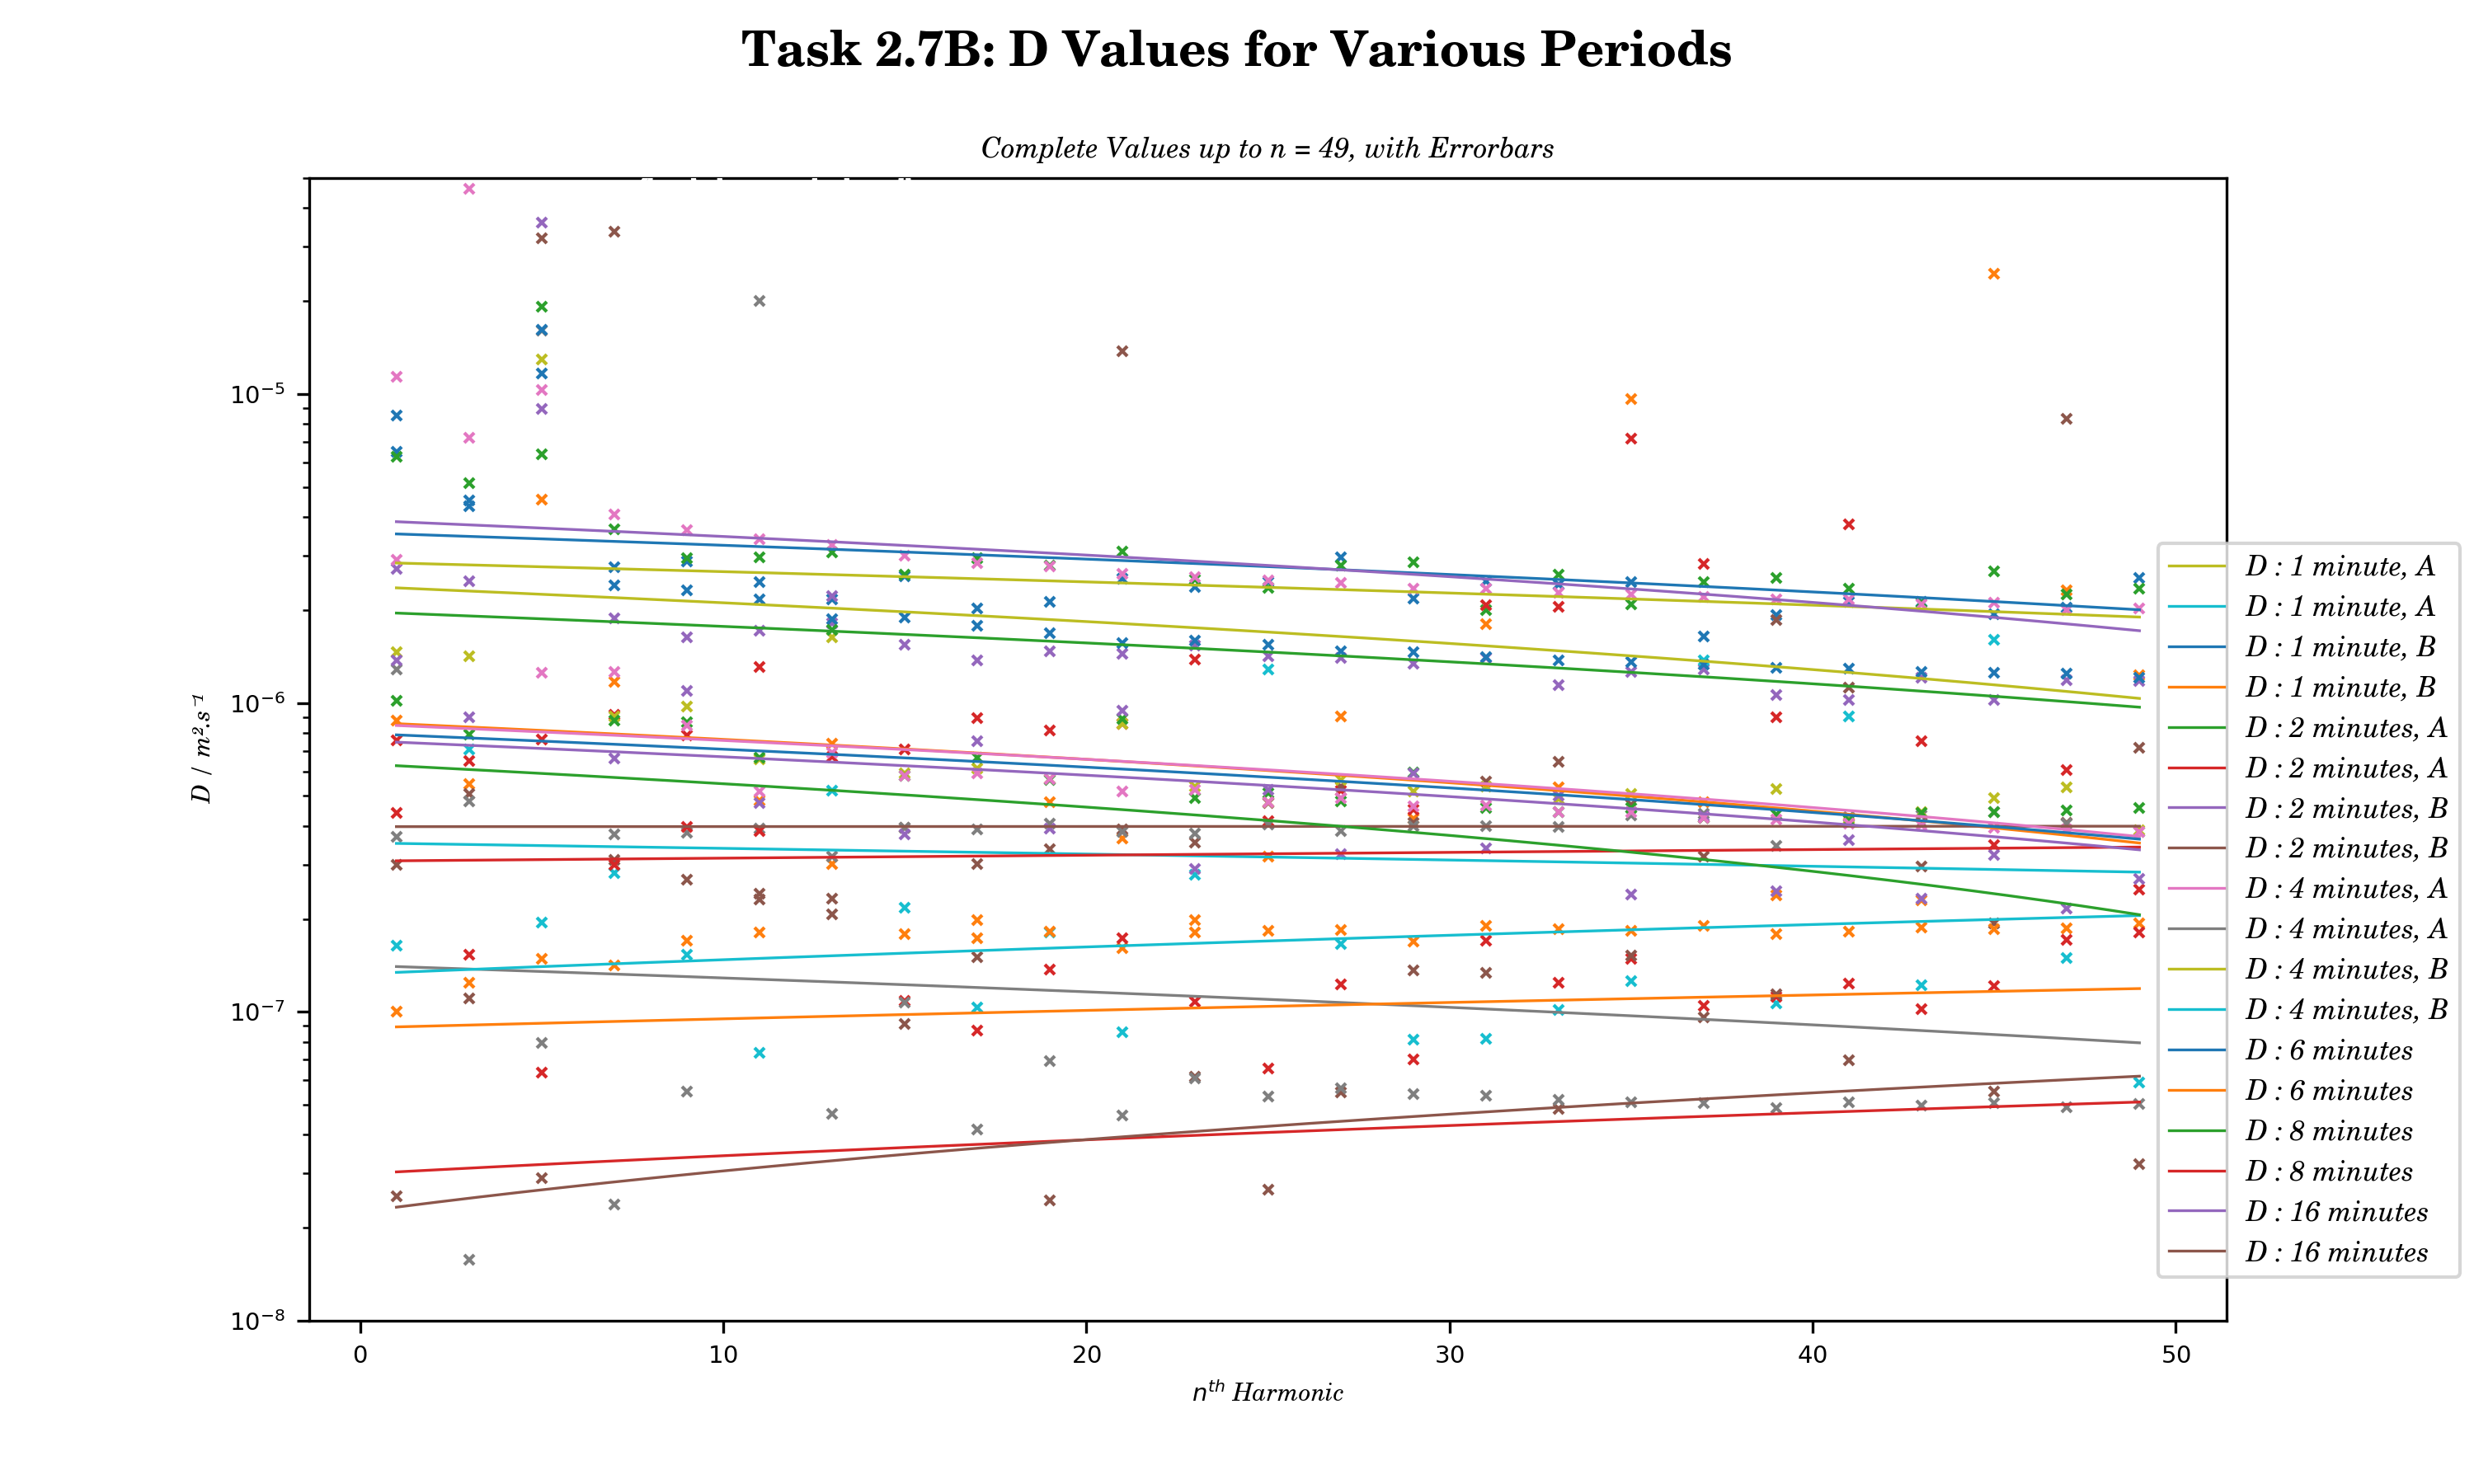 Task 2.7B: D Values for Various Periods
Complete Values up to n = 49, with Errorbars
D / m².s⁻¹
10⁻⁵
10⁻⁶
10⁻⁷
10⁻⁸
0 10 20 30 40 50
nᵗʰ Harmonic
D : 1 minute, A
D : 1 minute, A
D : 1 minute, B
D : 1 minute, B
D : 2 minutes, A
D : 2 minutes, A
D : 2 minutes, B
D : 2 minutes, B
D : 4 minutes, A
D : 4 minutes, A
D : 4 minutes, B
D : 4 minutes, B
D : 6 minutes
D : 6 minutes
D : 8 minutes
D : 8 minutes
D : 16 minutes
D : 16 minutes